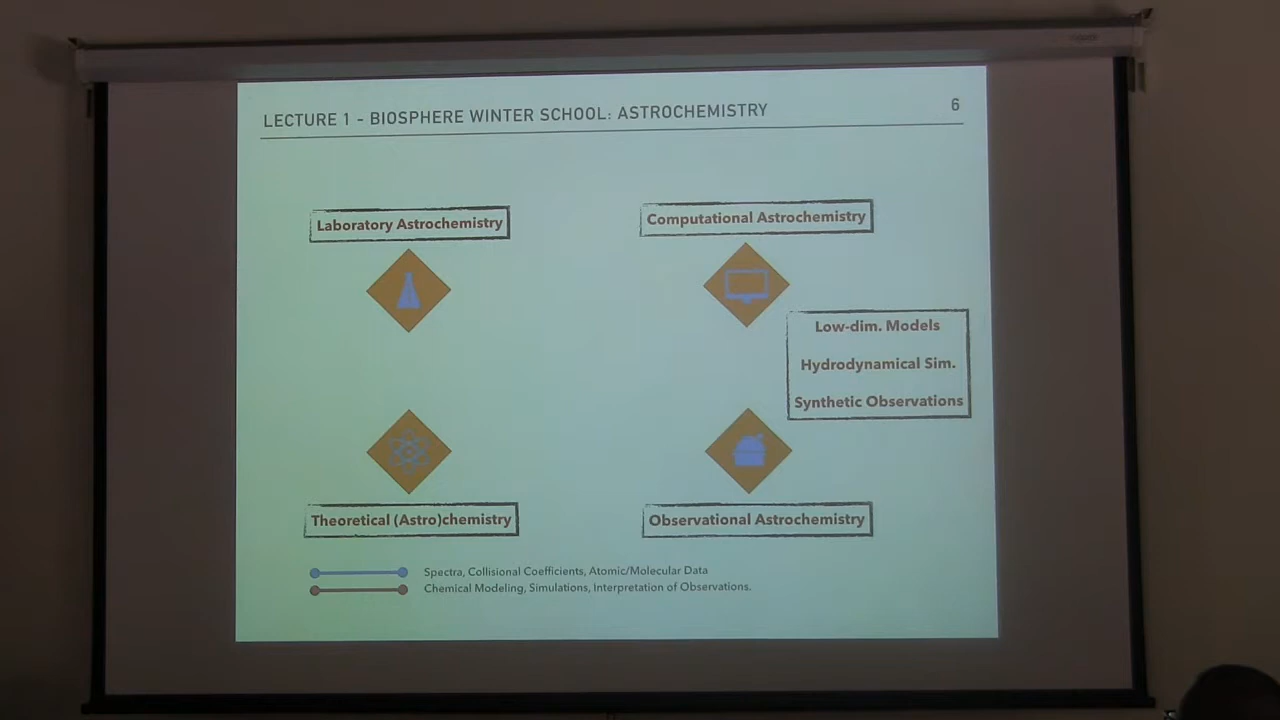 LECTURE 1 - BIOSPHERE WINTER SCHOOL: ASTROCHEMISTRY
6
Laboratory Astrochemistry
Computational Astrochemistry
Low-dim. Models
Hydrodynamical Sim.
Synthetic Observations
Theoretical (Astro)chemistry
Observational Astrochemistry
Spectra, Collisional Coefficients, Atomic/Molecular Data
Chemical Modeling, Simulations, Interpretation of Observations.